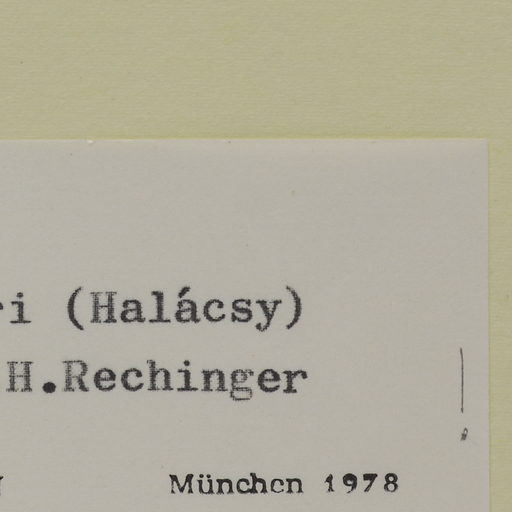 i (Halácsy)
H.Rechinger
München 1978